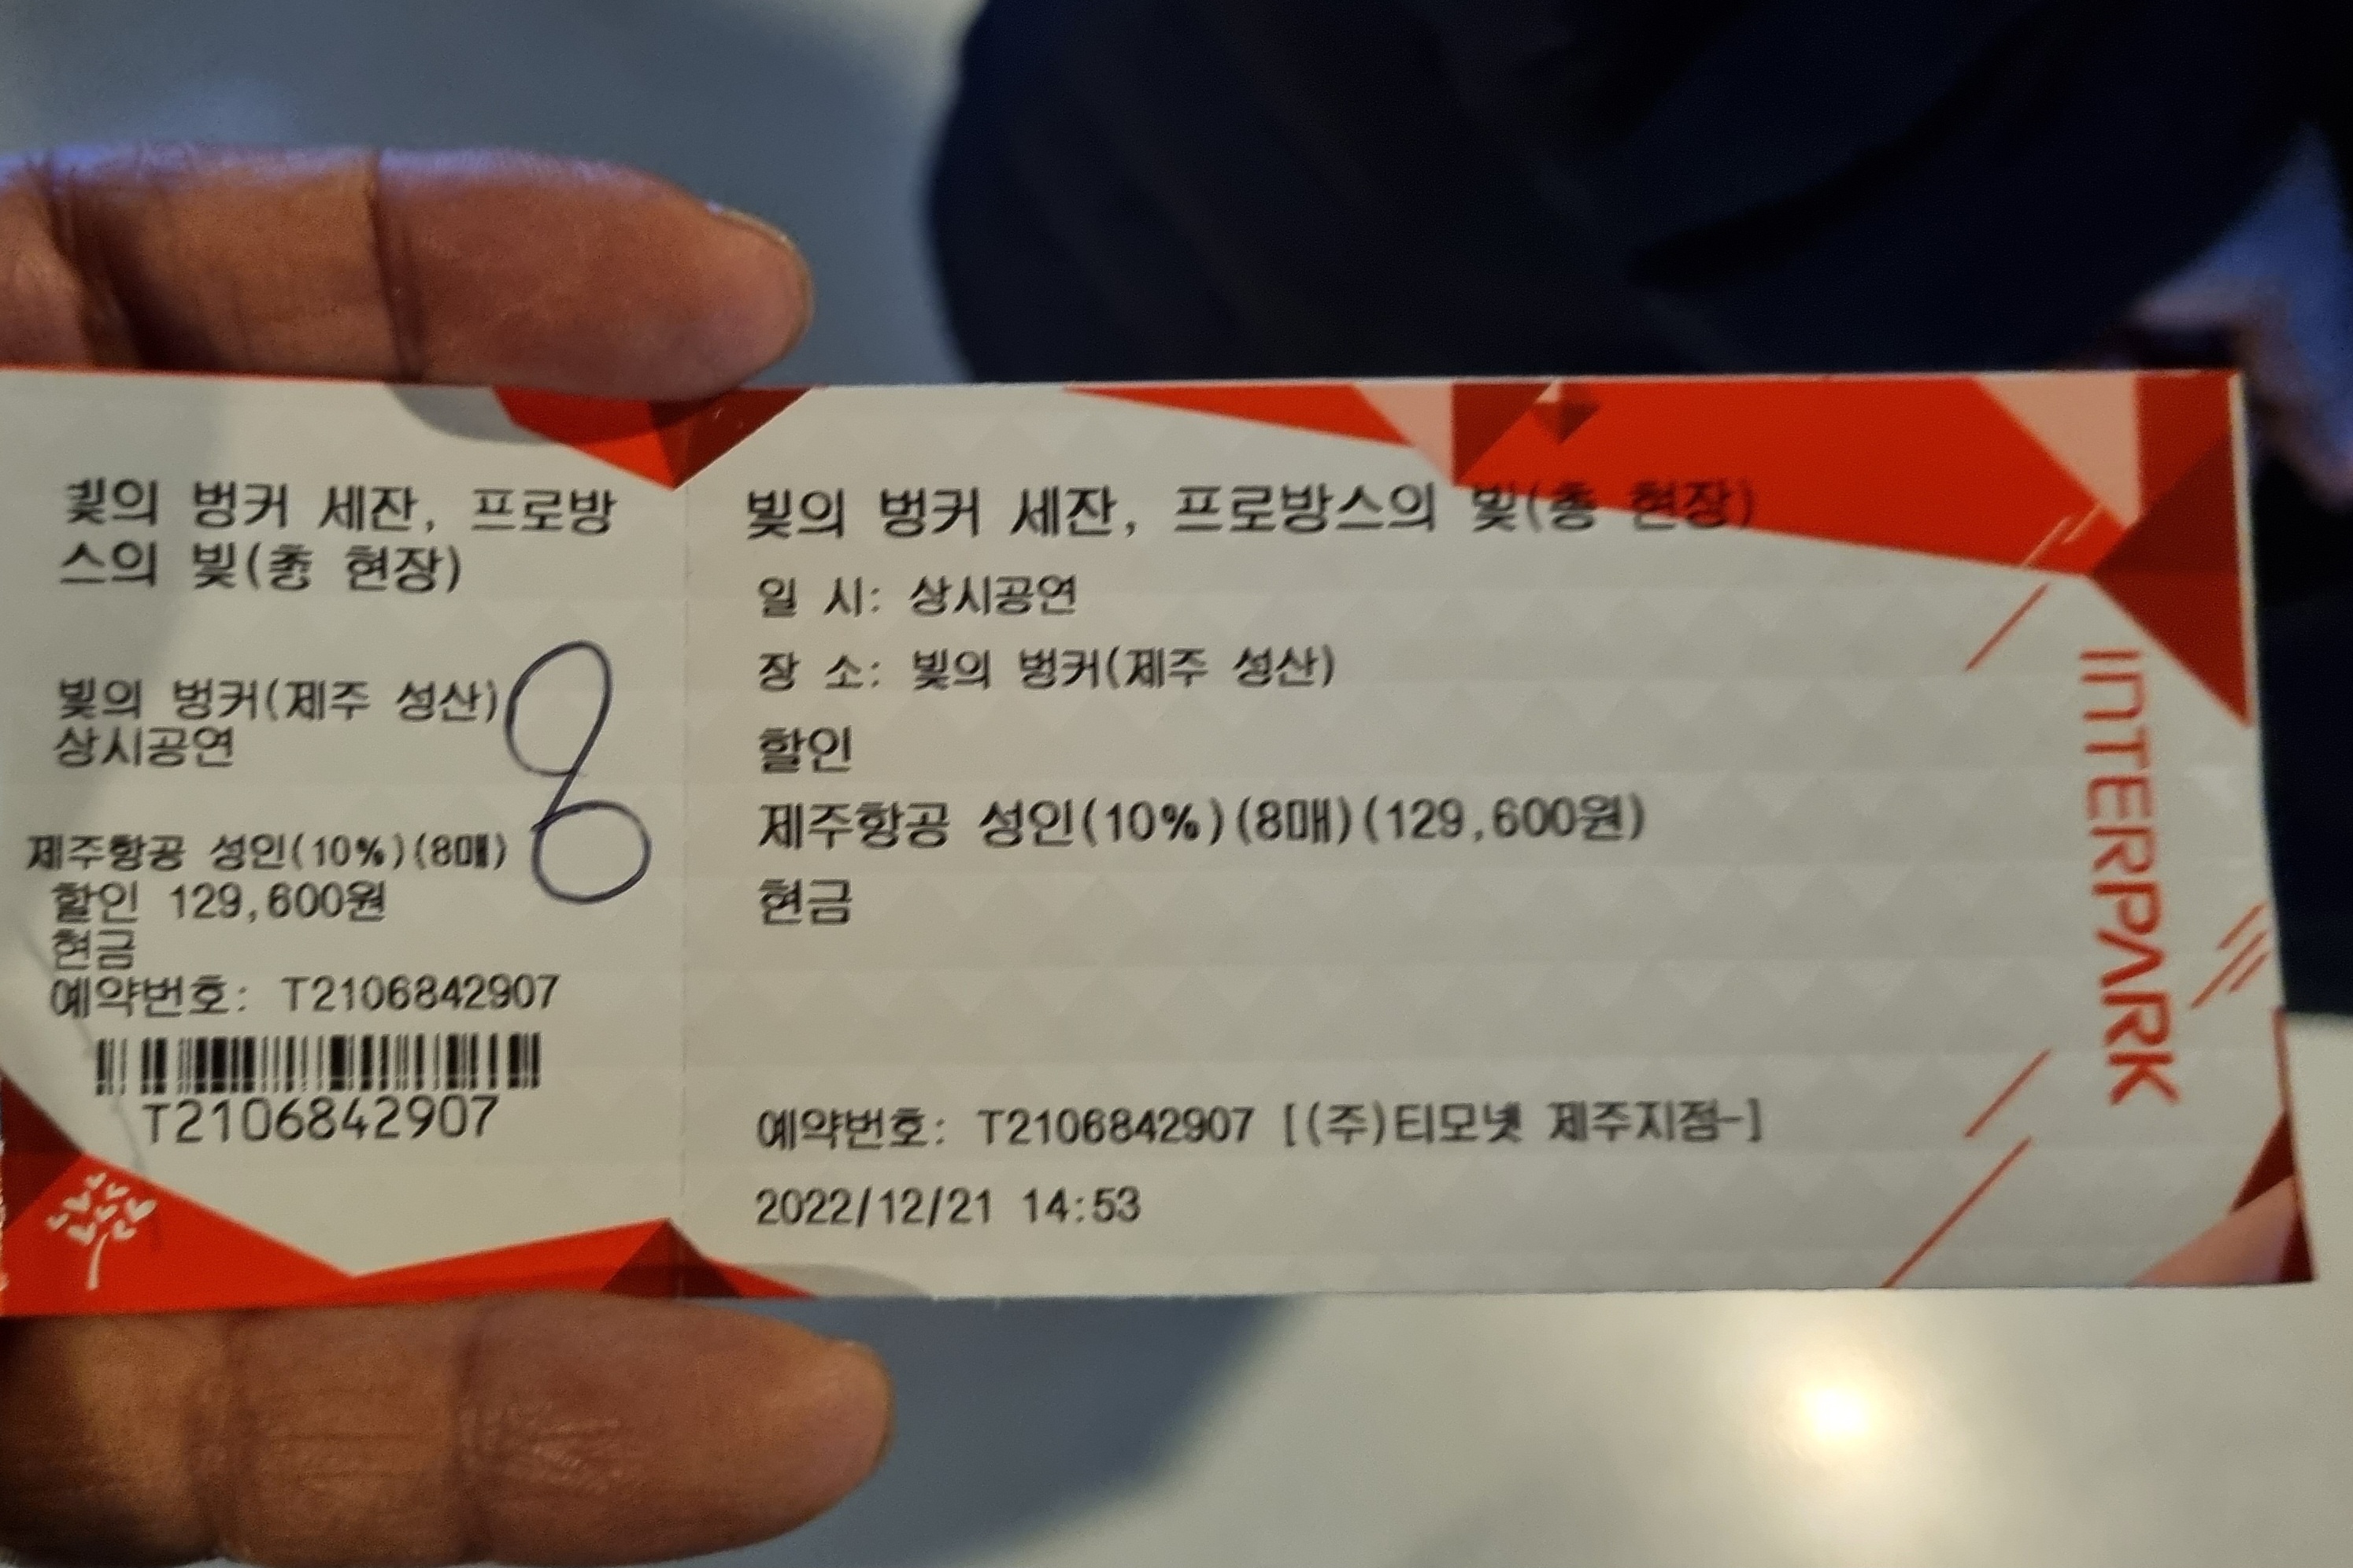 빛의 벙커 세잔, 프로방
스의 빛(총 현장)
빛의 벙커(제주 성산)
상시공연
8
제주항공 성인(10%)(8매)
할인 129,600원
현금
예약번호: T2106842907
T2106842907
빛의 벙커 세잔, 프로방스의 빛(총 현장)
일 시: 상시공연
장 소: 빛의 벙커(제주 성산)
할인
제주항공 성인(10%)(8매)(129,600원)
현금
예약번호: T2106842907 [(주)티모넷 제주지점-]
2022/12/21 14:53
INTERPARK